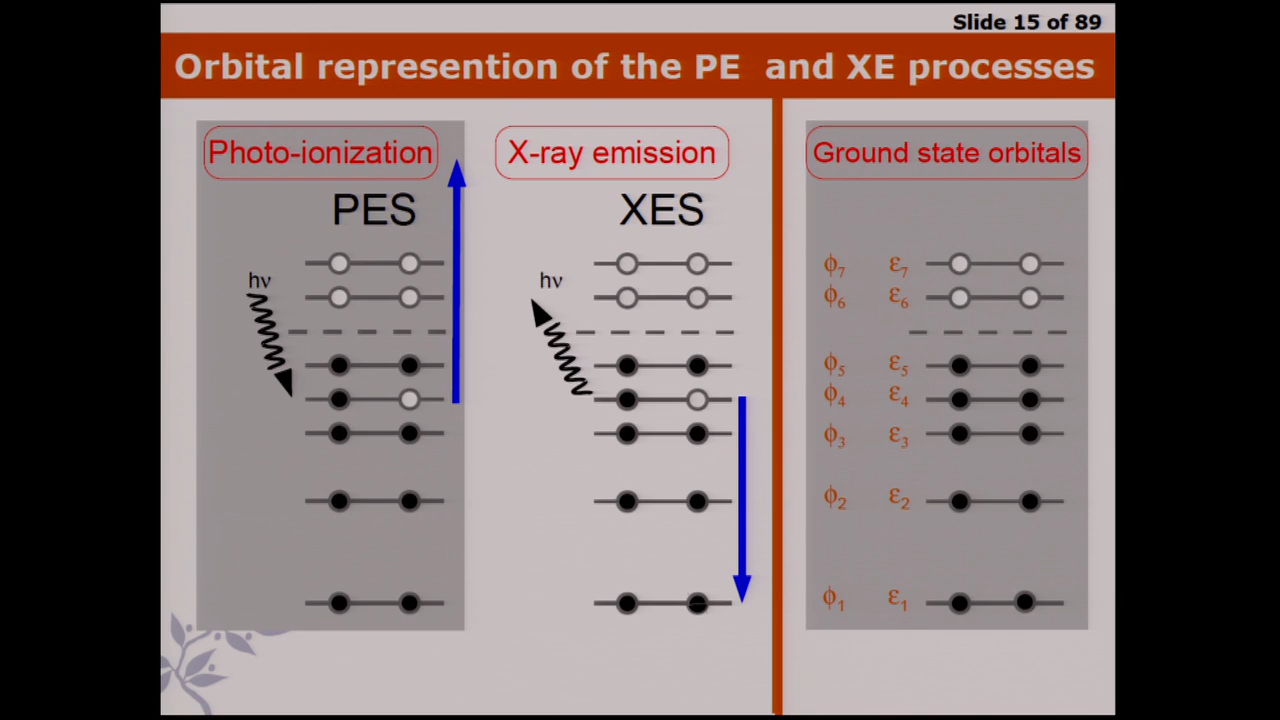 Slide 15 of 89
Orbital represention of the PE and XE processes
Photo-ionization
PES
hν
X-ray emission
XES
hν
Ground state orbitals
ϕ7 ε7
ϕ6 ε6
ϕ5 ε5
ϕ4 ε4
ϕ3 ε3
ϕ2 ε2
ϕ1 ε1